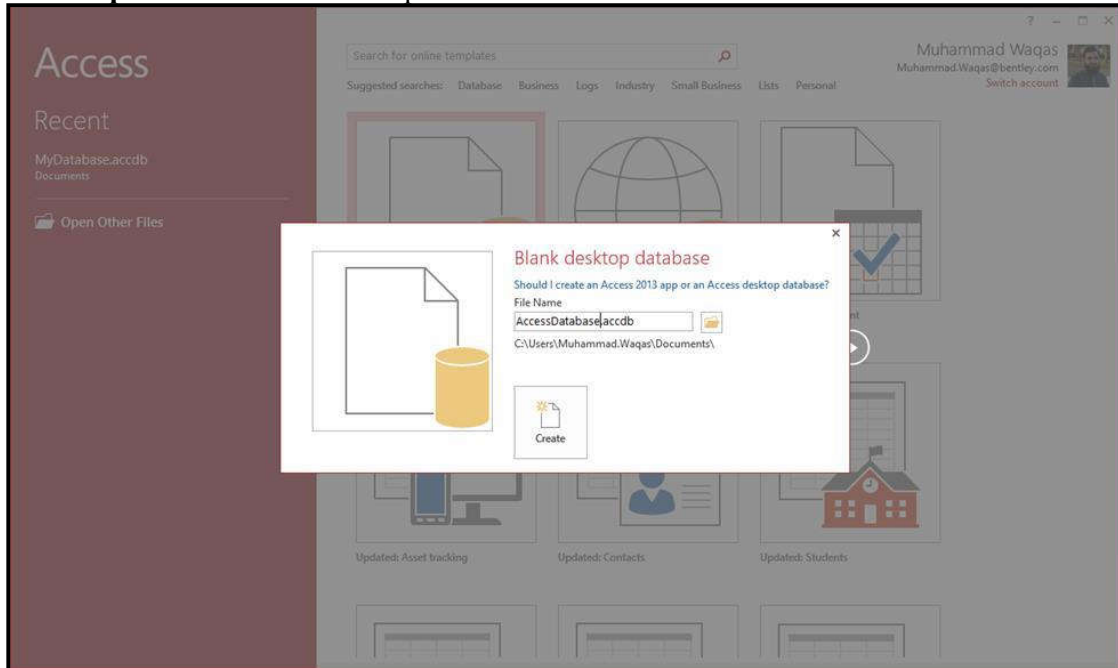 Access
Recent
MyDatabase.accdb
Documents
Open Other Files
? – ×
Search for online templates
Suggested searches: Database Business Logs Industry Small Business Lists Personal
Muhammad Waqas
Muhammad.Waqas@bentley.com
Switch account
Blank desktop database
Should I create an Access 2013 app or an Access desktop database?
File Name
AccessDatabase.accdb
C:\Users\Muhammad.Waqas\Documents\
Create
Updated: Asset tracking
Updated: Contacts
Updated: Students